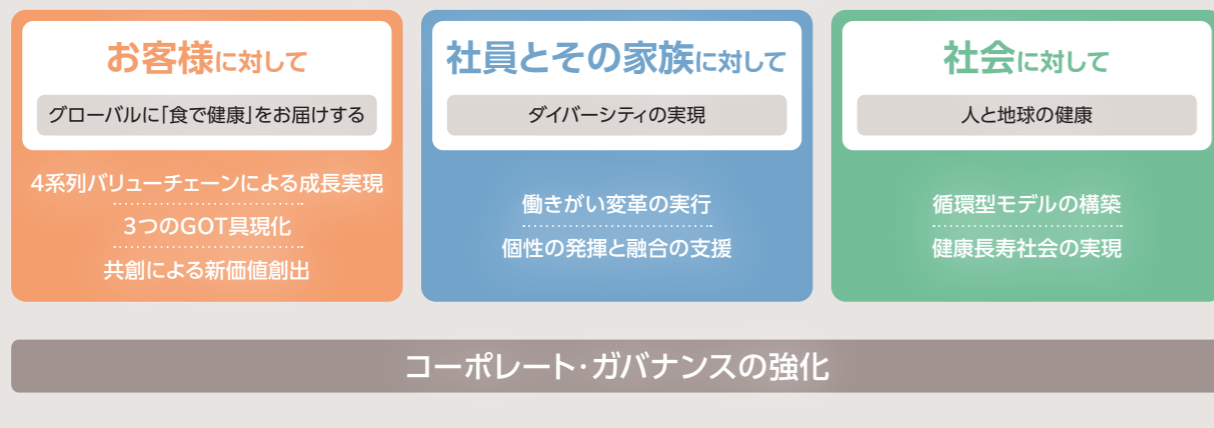 お客様に対して
グローバルに「食で健康」をお届けする
4系列バリューチェーンによる成長実現
3つのGOT具現化
共創による新価値創出
社員とその家族に対して
ダイバーシティの実現
働きがい変革の実行
個性の発揮と融合の支援
社会に対して
人と地球の健康
循環型モデルの構築
健康長寿社会の実現
コーポレート・ガバナンスの強化